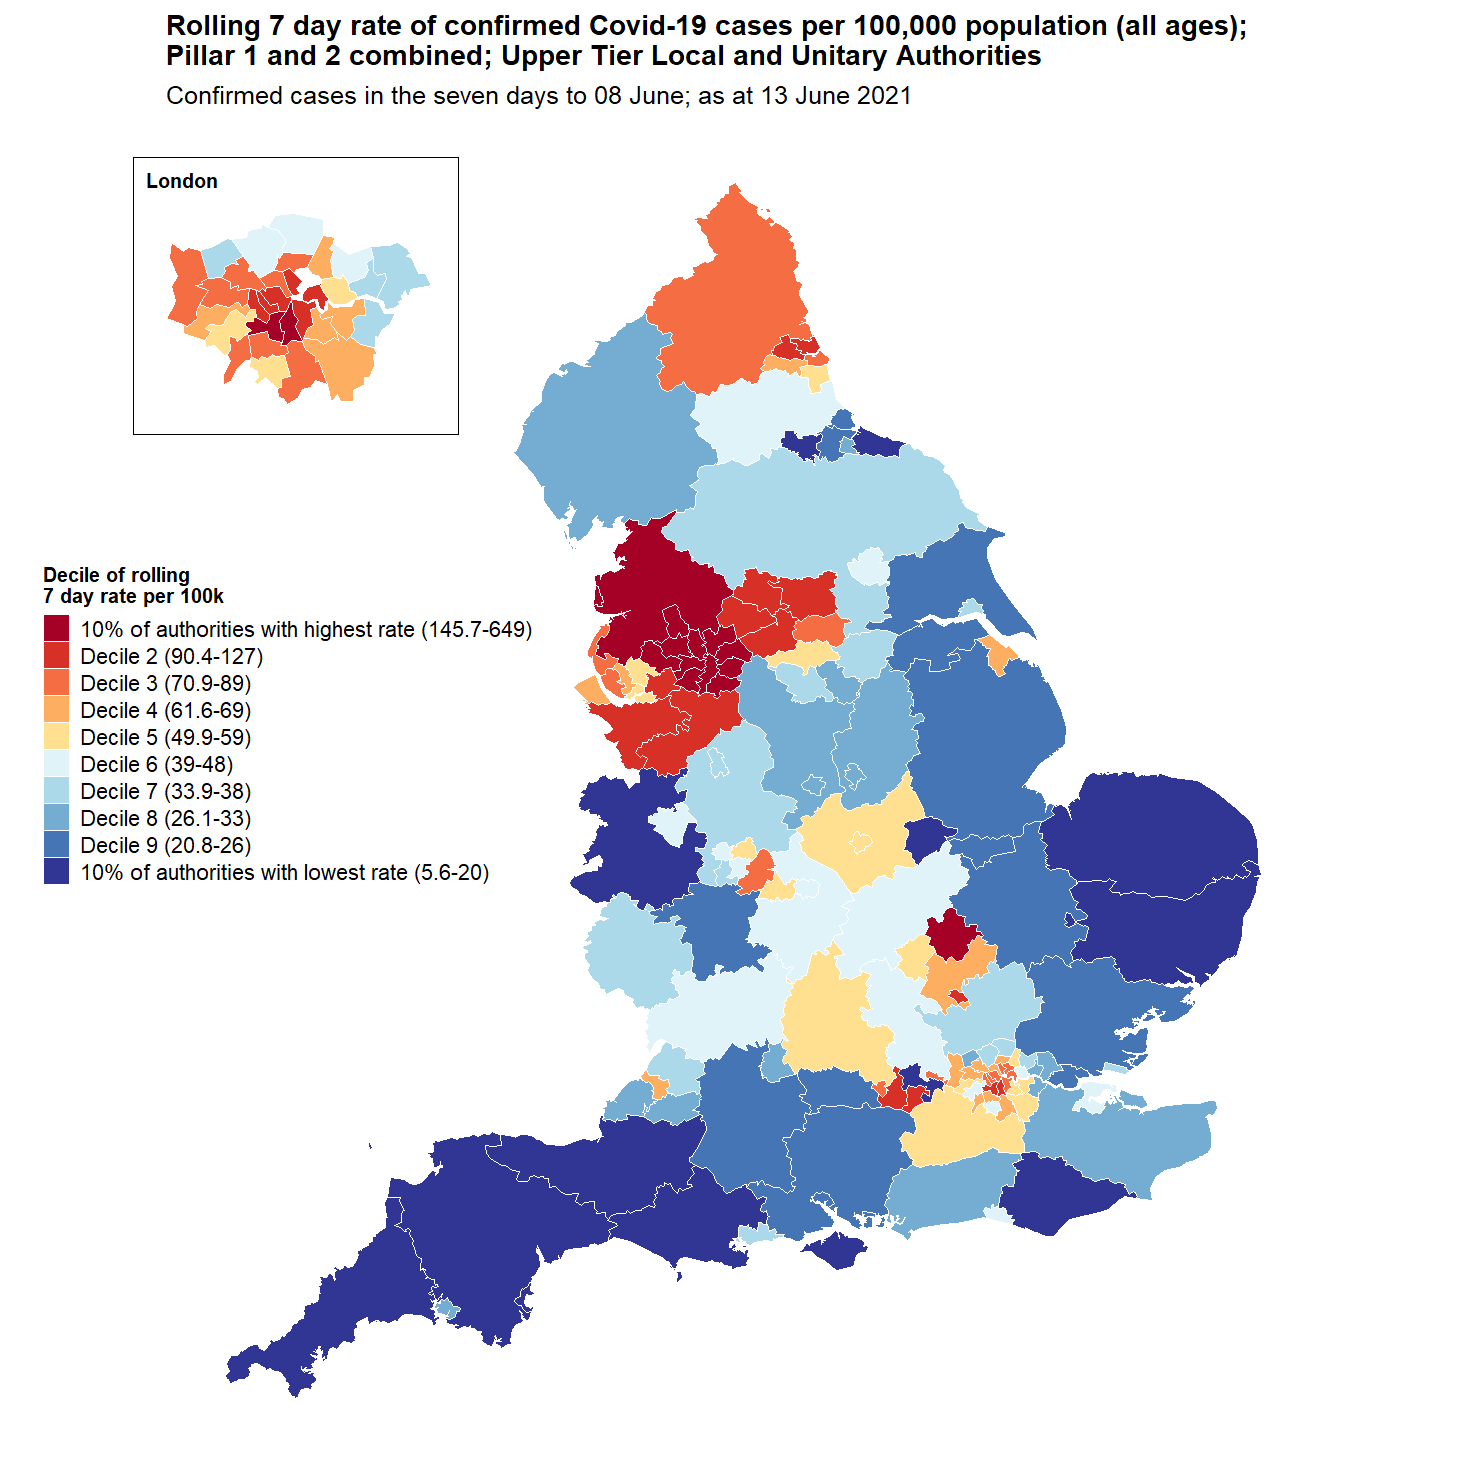 Rolling 7 day rate of confirmed Covid-19 cases per 100,000 population (all ages);
Pillar 1 and 2 combined; Upper Tier Local and Unitary Authorities
Confirmed cases in the seven days to 08 June; as at 13 June 2021
London
Decile of rolling
7 day rate per 100k
10% of authorities with highest rate (145.7-649)
Decile 2 (90.4-127)
Decile 3 (70.9-89)
Decile 4 (61.6-69)
Decile 5 (49.9-59)
Decile 6 (39-48)
Decile 7 (33.9-38)
Decile 8 (26.1-33)
Decile 9 (20.8-26)
10% of authorities with lowest rate (5.6-20)